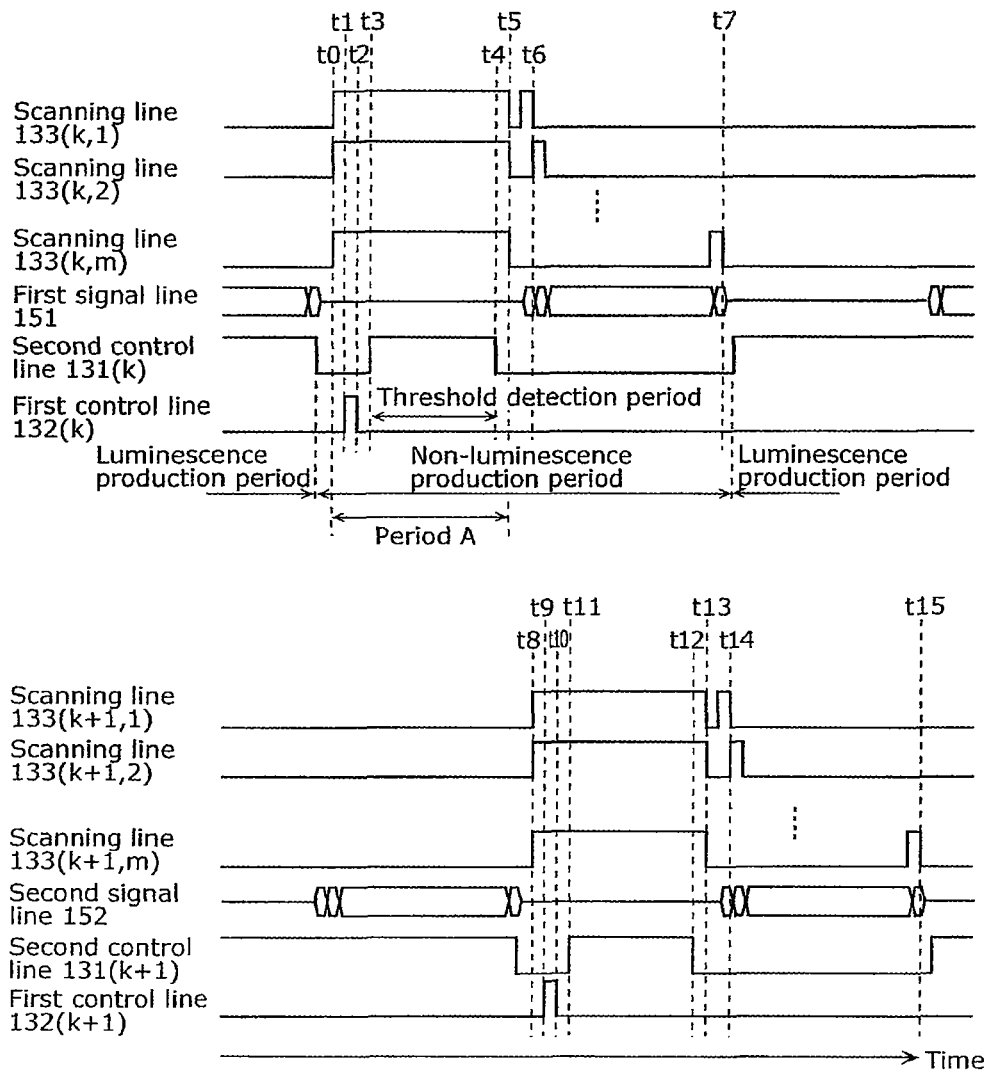 t1 t3 t5 t7
t0 t2 t4 t6
Scanning line
133(k,1)
Scanning line
133(k,2)
Scanning line
133(k,m)
First signal line
151
Second control
line 131(k)
Threshold detection period
First control line
132(k)
Luminescence
production period
Non-luminescence
production period
Luminescence
production period
Period A
t9 t11 t13 t15
t8 t10 t12 t14
Scanning line
133(k+1,1)
Scanning line
133(k+1,2)
Scanning line
133(k+1,m)
Second signal
line 152
Second control
line 131(k+1)
First control line
132(k+1)
Time